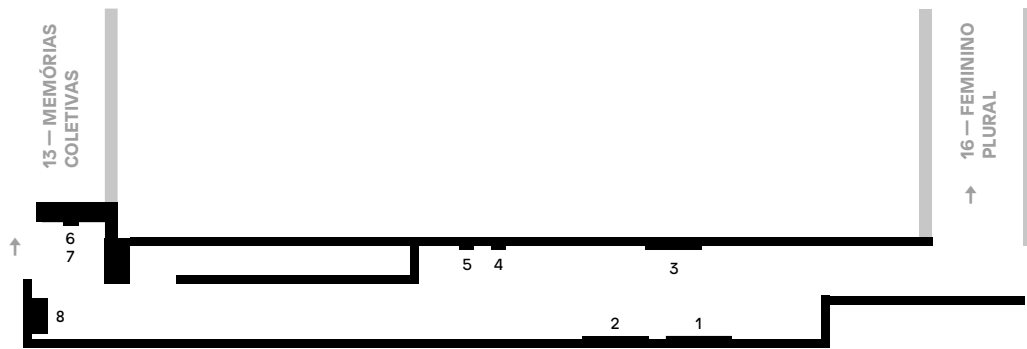 13 — MEMÓRIAS
COLETIVAS
16 — FEMININO
PLURAL
6
7
5
4
3
8
2
1